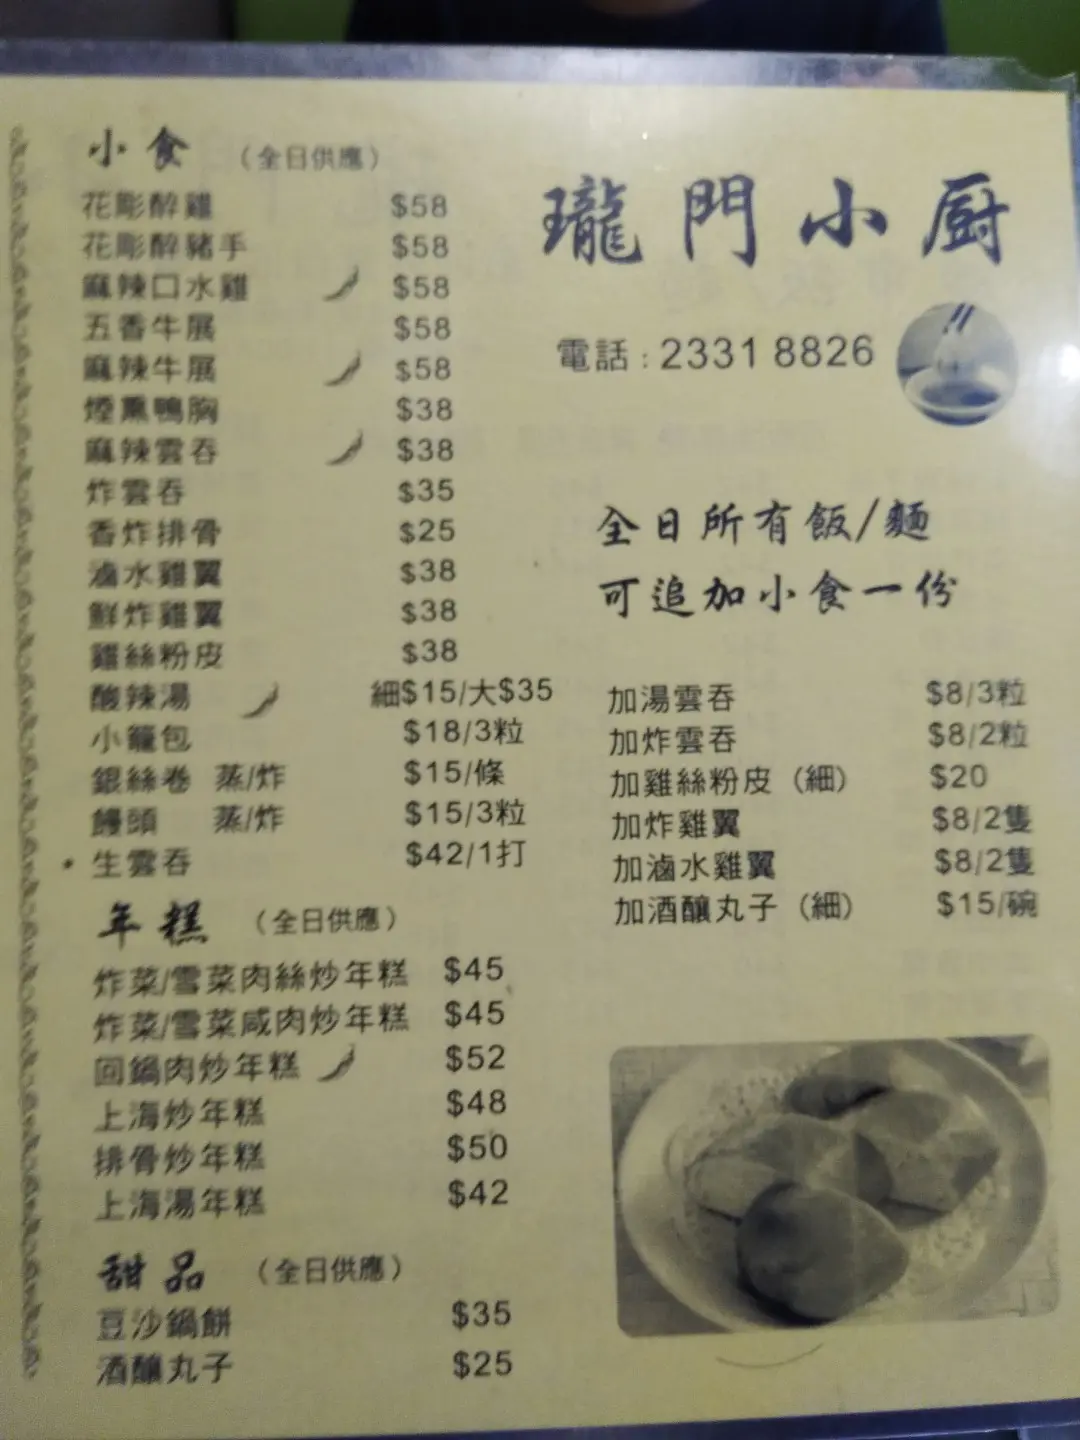 小食 （全日供應）
花彫醉雞 $58
花彫醉豬手 $58
麻辣口水雞 $58
五香牛展 $58
麻辣牛展 $58
煙熏鴨胸 $38
麻辣雲吞 $38
炸雲吞 $35
香炸排骨 $25
滷水雞翼 $38
鮮炸雞翼 $38
雞絲粉皮 $38
酸辣湯 細$15/大$35
小籠包 $18/3粒
銀絲卷 蒸/炸 $15/條
饅頭 蒸/炸 $15/3粒
生雲吞 $42/1打
年糕 （全日供應）
炸菜/雪菜肉絲炒年糕 $45
炸菜/雪菜咸肉炒年糕 $45
回鍋肉炒年糕 $52
上海炒年糕 $48
排骨炒年糕 $50
上海湯年糕 $42
甜品 （全日供應）
豆沙鍋餅 $35
酒釀丸子 $25
瓏門小厨
電話：2331 8826
全日所有飯/麵
可追加小食一份
加湯雲吞 $8/3粒
加炸雲吞 $8/2粒
加雞絲粉皮（細） $20
加炸雞翼 $8/2隻
加滷水雞翼 $8/2隻
加酒釀丸子（細） $15/碗